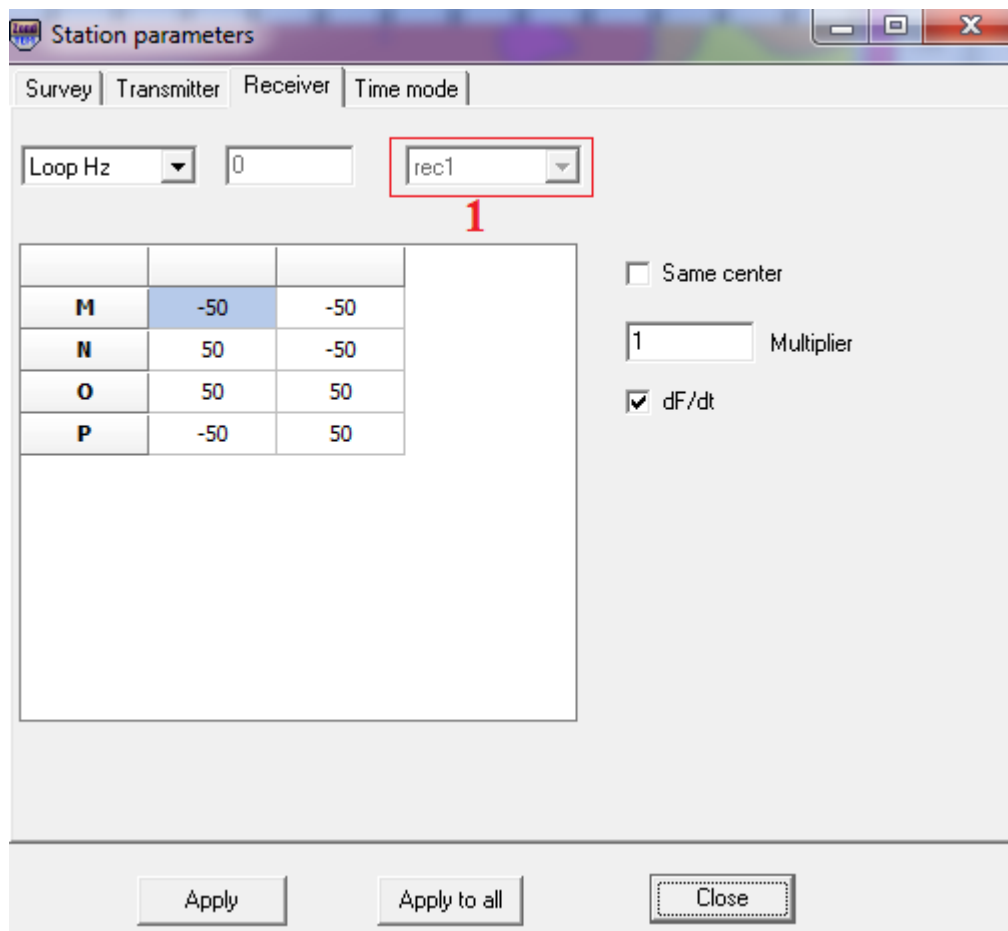 Station parameters
Survey Transmitter Receiver Time mode
Loop Hz 0 rec1
1
M -50 -50
N 50 -50
O 50 50
P -50 50
Same center
1 Multiplier
dF/dt
Apply Apply to all Close